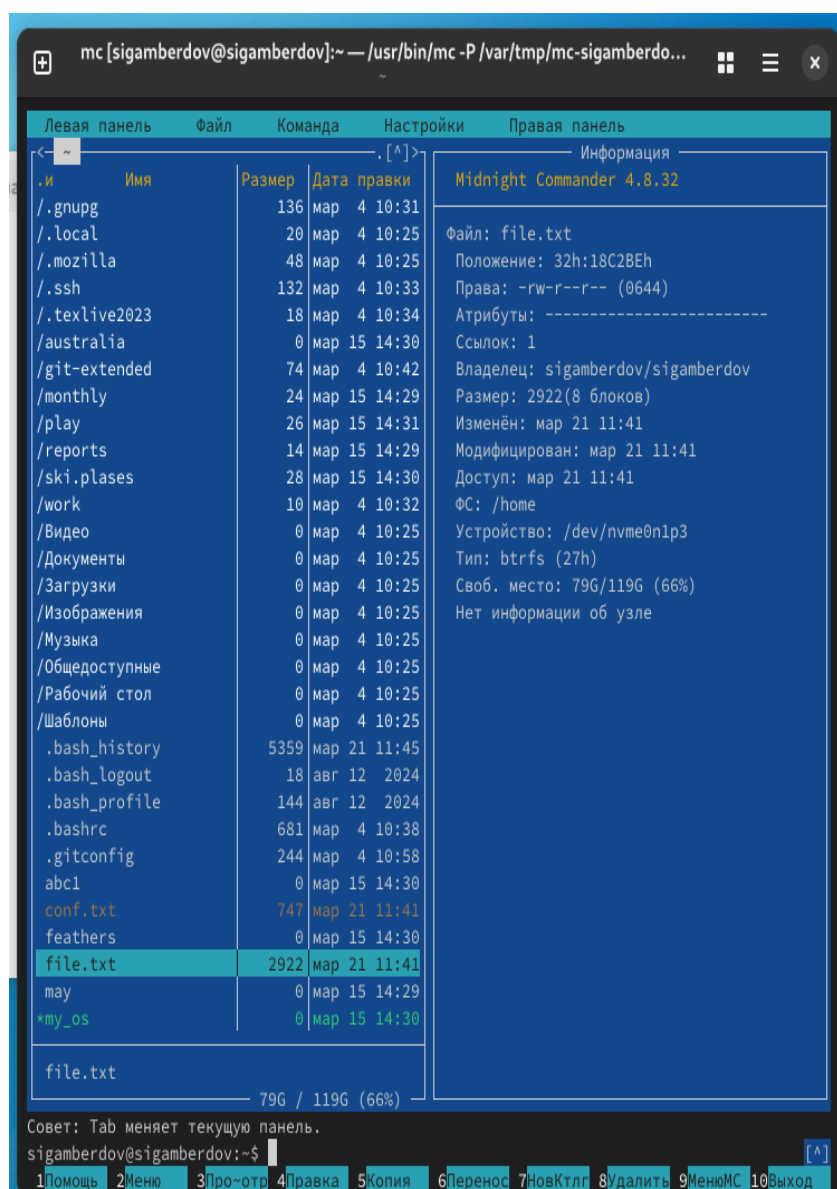 mc [sigamberdov@sigamberdov]:~ — /usr/bin/mc -P /var/tmp/mc-sigamberdo...
~
Левая панель Файл Команда Настройки Правая панель
<- ~ .[^]>
.и Имя Размер Дата правки
/.gnupg 136 мар 4 10:31
/.local 20 мар 4 10:25
/.mozilla 48 мар 4 10:25
/.ssh 132 мар 4 10:33
/.texlive2023 18 мар 4 10:34
/australia 0 мар 15 14:30
/git-extended 74 мар 4 10:42
/monthly 24 мар 15 14:29
/play 26 мар 15 14:31
/reports 14 мар 15 14:29
/ski.plases 28 мар 15 14:30
/work 10 мар 4 10:32
/Видео 0 мар 4 10:25
/Документы 0 мар 4 10:25
/Загрузки 0 мар 4 10:25
/Изображения 0 мар 4 10:25
/Музыка 0 мар 4 10:25
/Общедоступные 0 мар 4 10:25
/Рабочий стол 0 мар 4 10:25
/Шаблоны 0 мар 4 10:25
.bash_history 5359 мар 21 11:45
.bash_logout 18 авг 12 2024
.bash_profile 144 авг 12 2024
.bashrc 681 мар 4 10:38
.gitconfig 244 мар 4 10:58
abc1 0 мар 15 14:30
conf.txt 747 мар 21 11:41
feathers 0 мар 15 14:30
file.txt 2922 мар 21 11:41
may 0 мар 15 14:29
*my_os 0 мар 15 14:30
file.txt
79G / 119G (66%)
Информация
Midnight Commander 4.8.32
Файл: file.txt
Положение: 32h:18C2BEh
Права: -rw-r--r-- (0644)
Атрибуты: -------------------------
Ссылок: 1
Владелец: sigamberdov/sigamberdov
Размер: 2922(8 блоков)
Изменён: мар 21 11:41
Модифицирован: мар 21 11:41
Доступ: мар 21 11:41
ФС: /home
Устройство: /dev/nvme0n1p3
Тип: btrfs (27h)
Своб. место: 79G/119G (66%)
Нет информации об узле
Совет: Tab меняет текущую панель.
sigamberdov@sigamberdov:~$ [^]
1Помощь 2Меню 3Про~отр 4Правка 5Копия 6Перенос 7НовКтлг 8Удалить 9МенюMC 10Выход